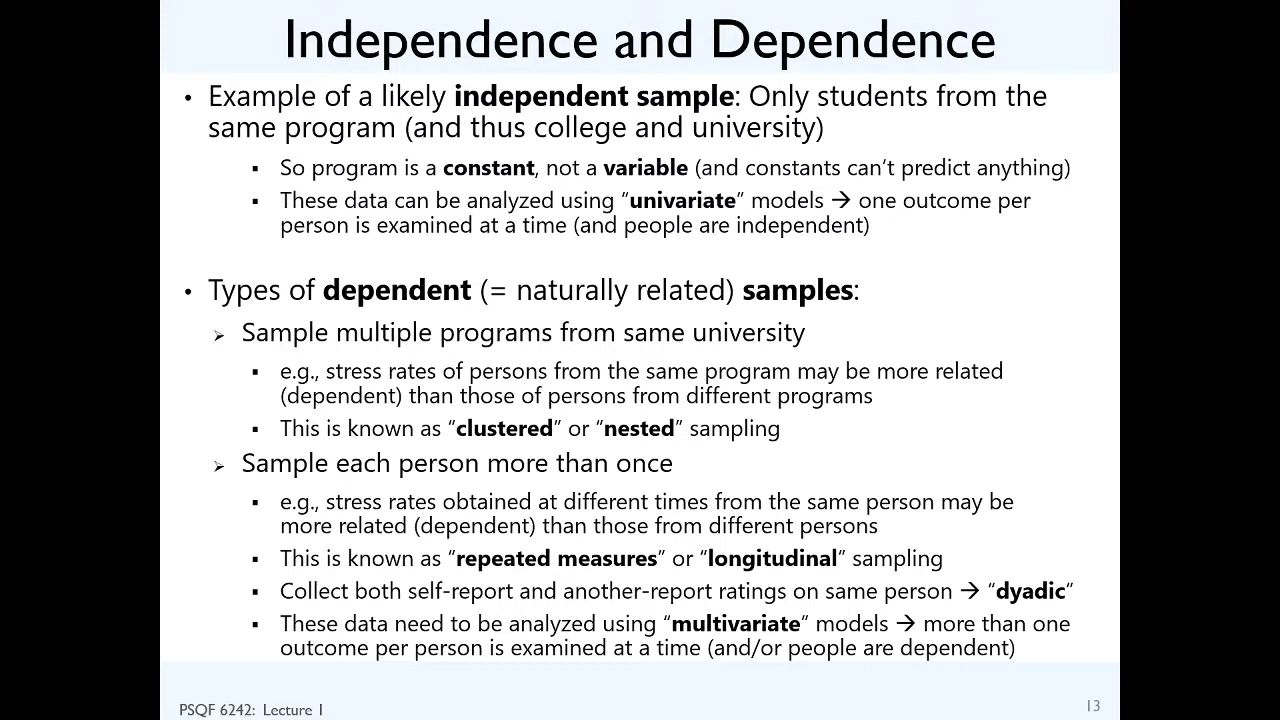 Independence and Dependence
• Example of a likely independent sample: Only students from the
same program (and thus college and university)
▪ So program is a constant, not a variable (and constants can't predict anything)
▪ These data can be analyzed using “univariate” models → one outcome per
person is examined at a time (and people are independent)
• Types of dependent (= naturally related) samples:
➢ Sample multiple programs from same university
▪ e.g., stress rates of persons from the same program may be more related
(dependent) than those of persons from different programs
▪ This is known as “clustered” or “nested” sampling
➢ Sample each person more than once
▪ e.g., stress rates obtained at different times from the same person may be
more related (dependent) than those from different persons
▪ This is known as “repeated measures” or “longitudinal” sampling
▪ Collect both self-report and another-report ratings on same person → “dyadic”
▪ These data need to be analyzed using “multivariate” models → more than one
outcome per person is examined at a time (and/or people are dependent)
PSQF 6242: Lecture 1
13